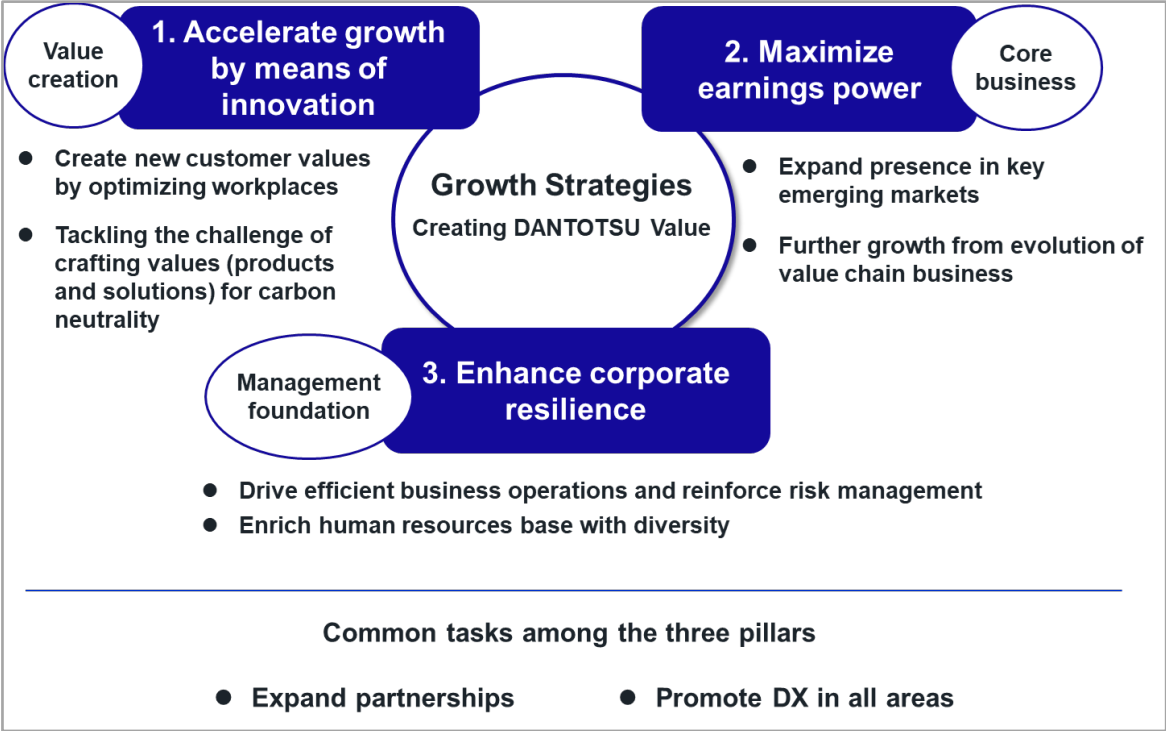 Value
creation
1. Accelerate growth
by means of
innovation
2. Maximize
earnings power
Core
business
● Create new customer values
by optimizing workplaces
● Tackling the challenge of
crafting values (products
and solutions) for carbon
neutrality
Growth Strategies
Creating DANTOTSU Value
● Expand presence in key
emerging markets
● Further growth from evolution of
value chain business
Management
foundation
3. Enhance corporate
resilience
● Drive efficient business operations and reinforce risk management
● Enrich human resources base with diversity
Common tasks among the three pillars
● Expand partnerships
● Promote DX in all areas